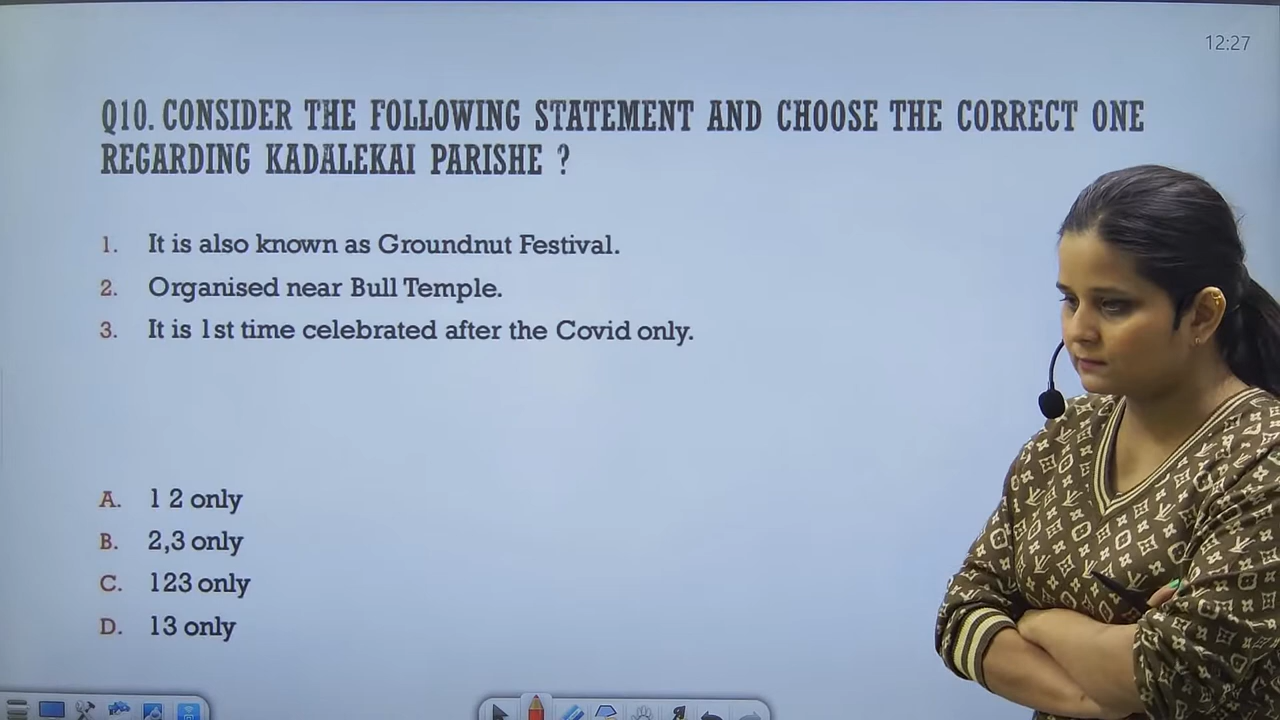 12:27
Q10. CONSIDER THE FOLLOWING STATEMENT AND CHOOSE THE CORRECT ONE
REGARDING KADALEKAI PARISHE ?
1. It is also known as Groundnut Festival.
2. Organised near Bull Temple.
3. It is 1st time celebrated after the Covid only.
A. 1 2 only
B. 2,3 only
C. 123 only
D. 13 only